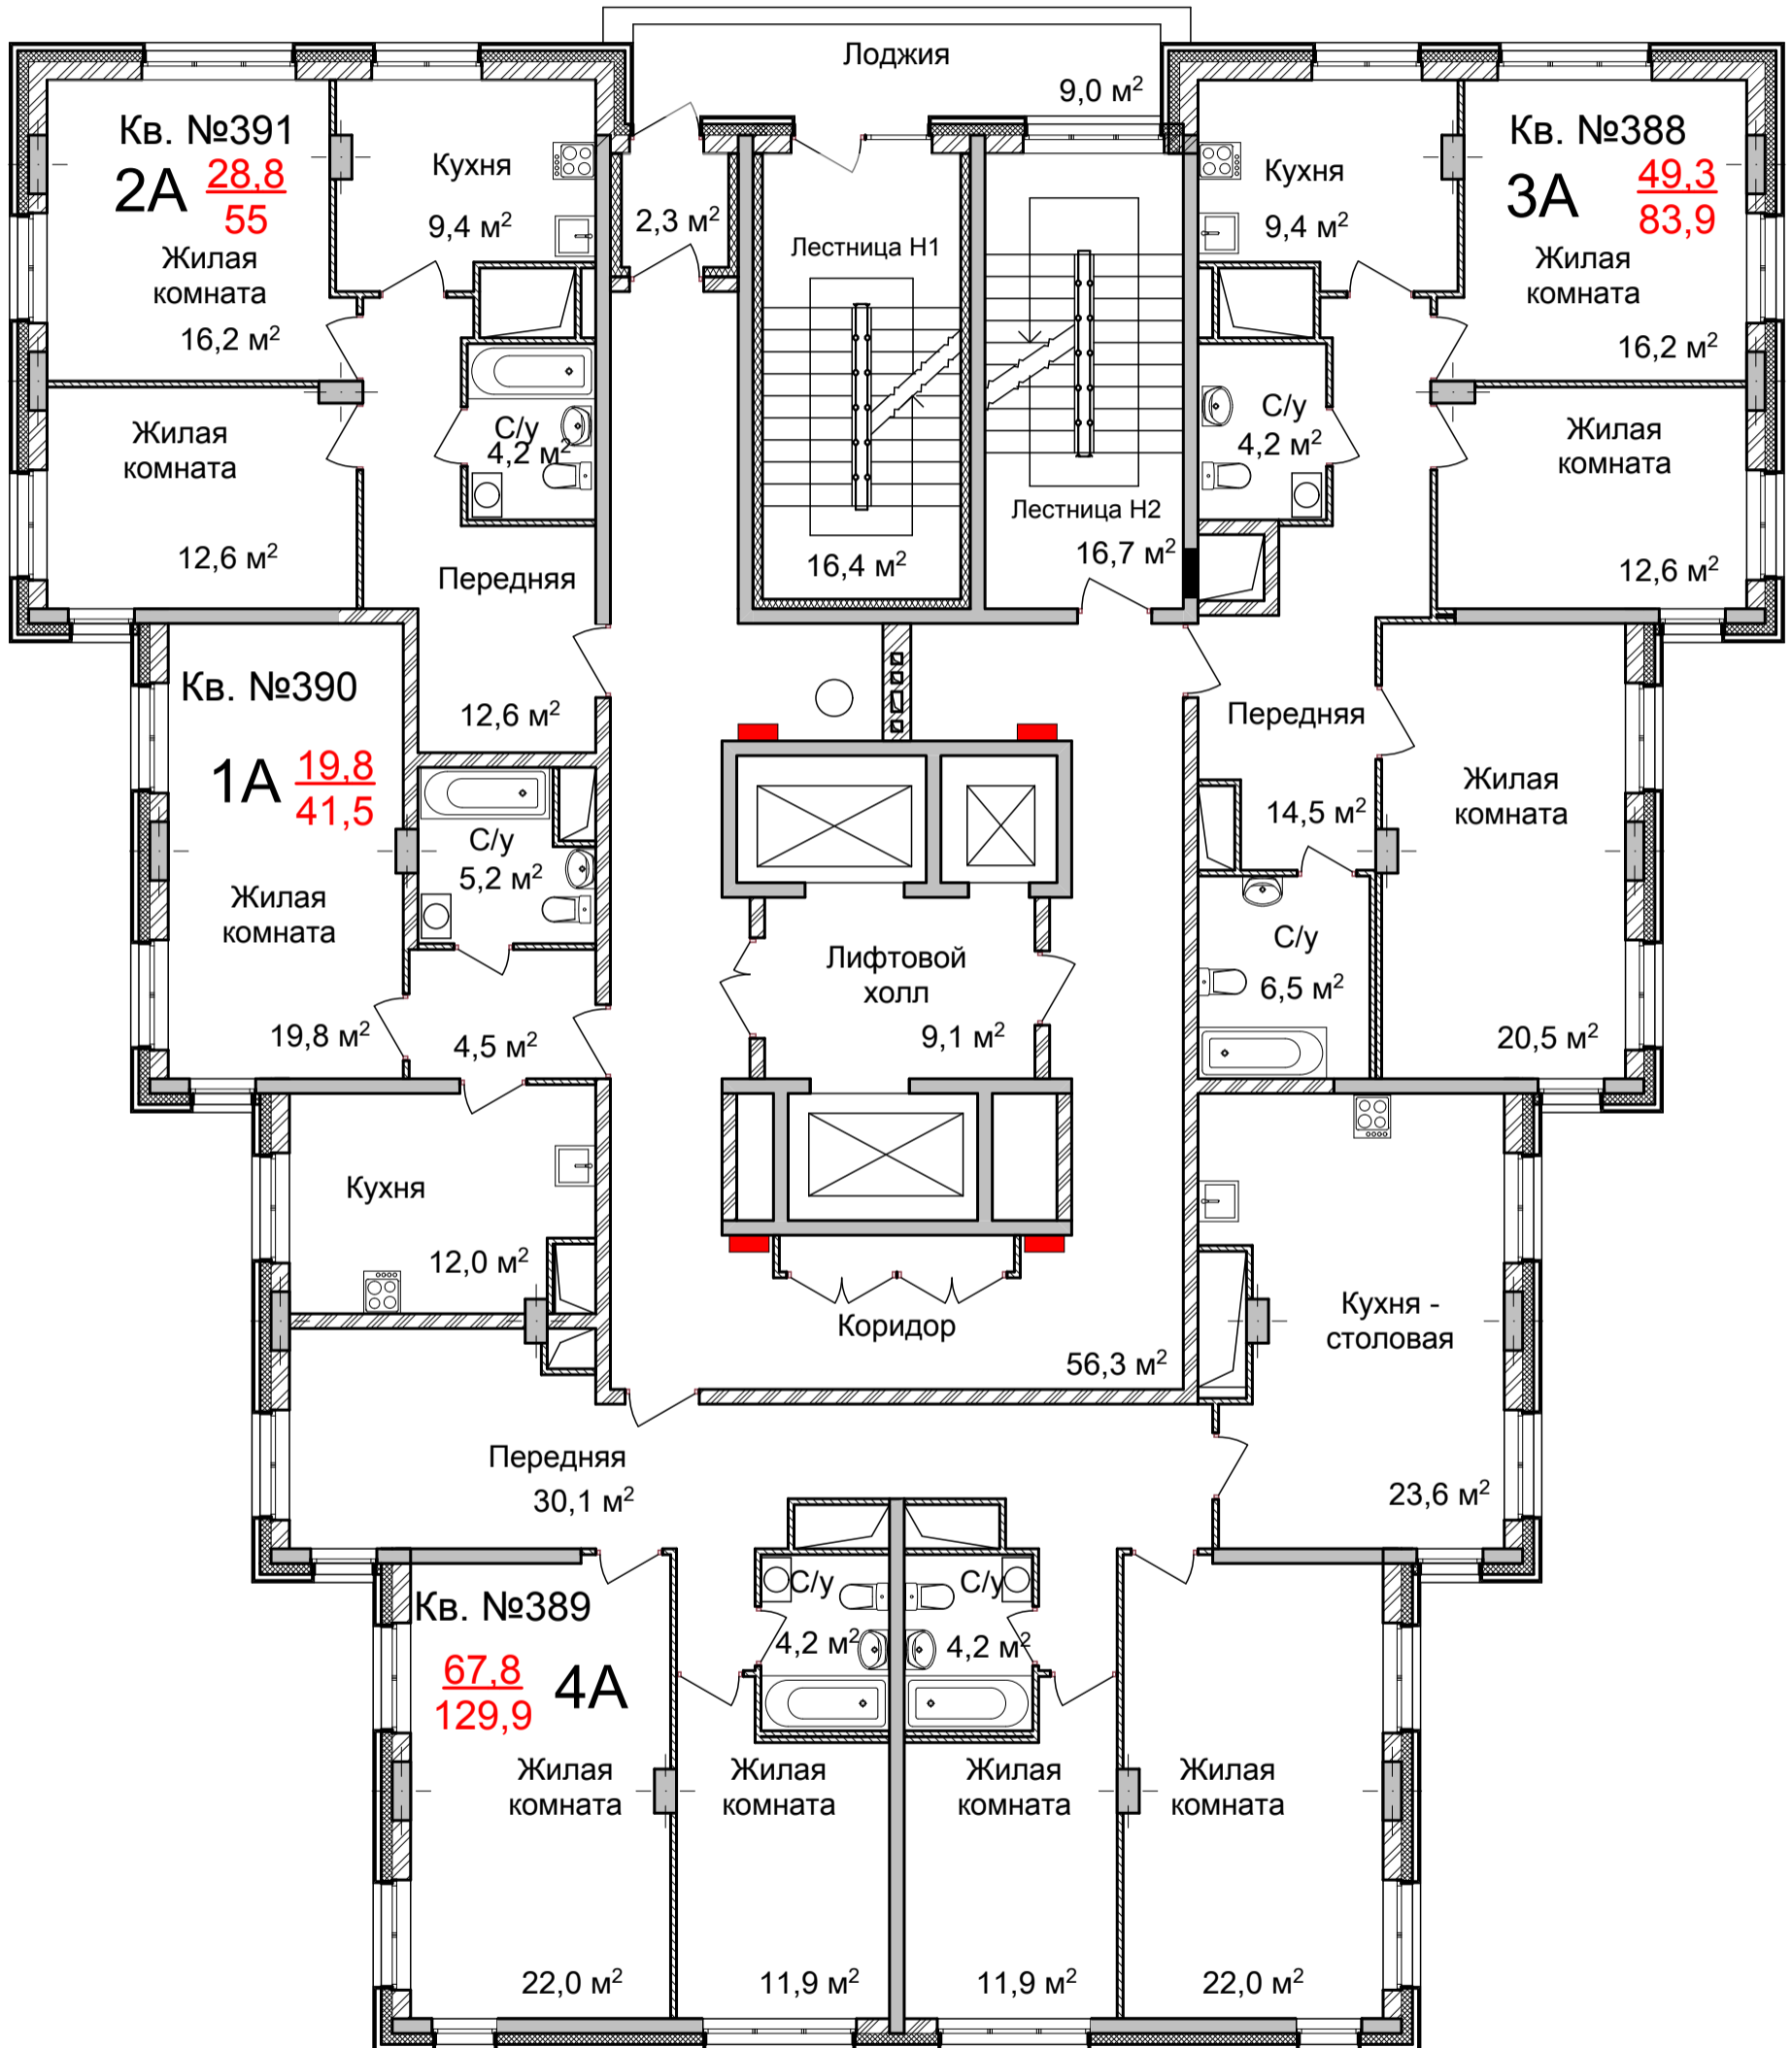 Лоджия
9,0 м²
Кв. №391
2А
28,8
55
Жилая
комната
16,2 м²
Кухня
9,4 м²
2,3 м²
Лестница Н1
16,4 м²
Лестница Н2
16,7 м²
Кухня
9,4 м²
Кв. №388
3А
49,3
83,9
Жилая
комната
16,2 м²
Жилая
комната
12,6 м²
С/у
4,2 м²
Передняя
12,6 м²
С/у
4,2 м²
Жилая
комната
12,6 м²
Кв. №390
1А
19,8
41,5
Жилая
комната
19,8 м²
С/у
5,2 м²
4,5 м²
Лифтовой
холл
9,1 м²
Передняя
14,5 м²
С/у
6,5 м²
Жилая
комната
20,5 м²
Кухня
12,0 м²
Коридор
56,3 м²
Кухня -
столовая
23,6 м²
Передняя
30,1 м²
Кв. №389
67,8
129,9
4А
С/у
4,2 м²
С/у
4,2 м²
Жилая
комната
22,0 м²
Жилая
комната
11,9 м²
Жилая
комната
11,9 м²
Жилая
комната
22,0 м²